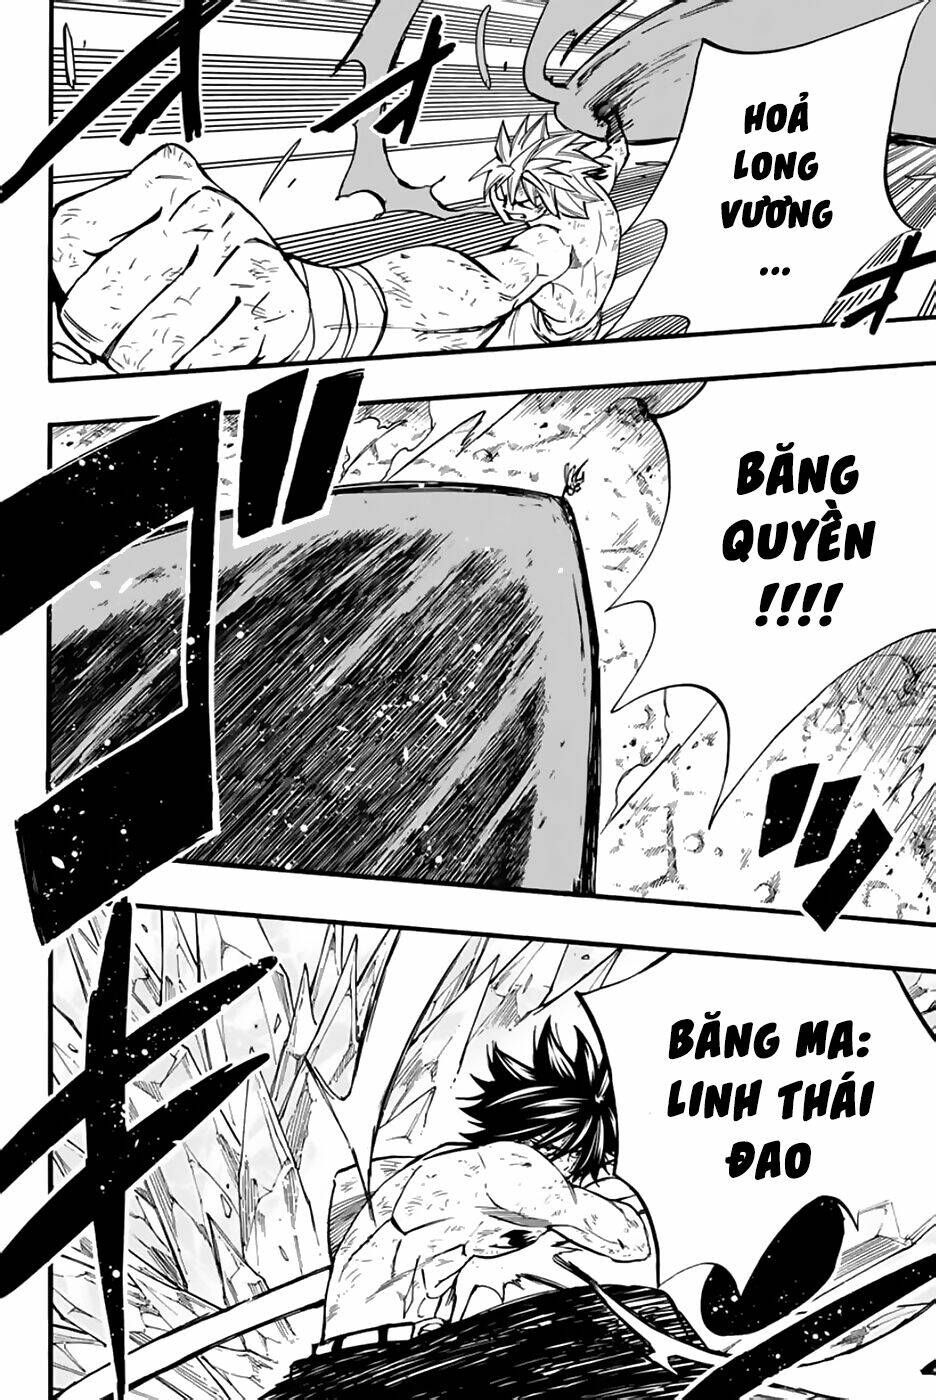 HOẢ
LONG
VƯƠNG
...
BĂNG
QUYỀN
!!!!
BĂNG MA:
LINH THÁI
ĐAO